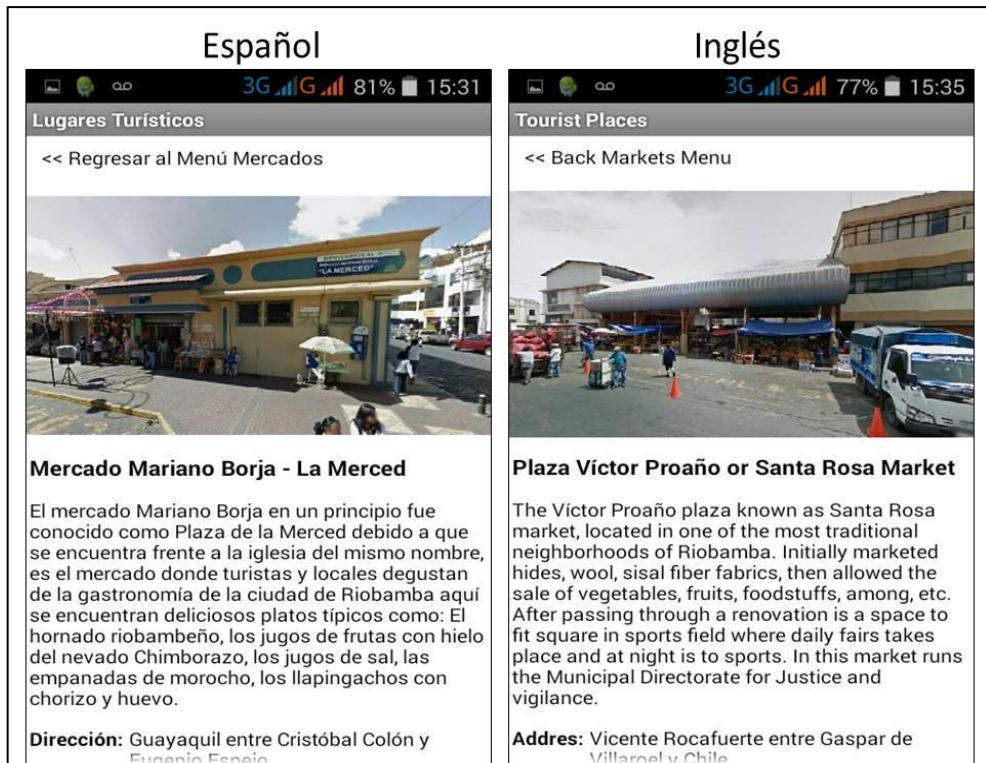 Español
3G G 81% 15:31
Lugares Turísticos
<< Regresar al Menú Mercados
BIENVENIDOS AL
MERCADO MARIANO BORJA
"LA MERCED"
Mercado Mariano Borja - La Merced
El mercado Mariano Borja en un principio fue
conocido como Plaza de la Merced debido a que
se encuentra frente a la iglesia del mismo nombre,
es el mercado donde turistas y locales degustan
de la gastronomía de la ciudad de Riobamba aquí
se encuentran deliciosos platos típicos como: El
hornado riobambeño, los jugos de frutas con hielo
del nevado Chimborazo, los jugos de sal, las
empanadas de morocho, los llapingachos con
chorizo y huevo.
Dirección: Guayaquil entre Cristóbal Colón y
Eugenio Espejo
Inglés
3G G 77% 15:35
Tourist Places
<< Back Markets Menu
Plaza Víctor Proaño or Santa Rosa Market
The Víctor Proaño plaza known as Santa Rosa
market, located in one of the most traditional
neighborhoods of Riobamba. Initially marketed
hides, wool, sisal fiber fabrics, then allowed the
sale of vegetables, fruits, foodstuffs, among, etc.
After passing through a renovation is a space to
fit square in sports field where daily fairs takes
place and at night is to sports. In this market runs
the Municipal Directorate for Justice and
vigilance.
Addres: Vicente Rocafuerte entre Gaspar de
Villaroel y Chile